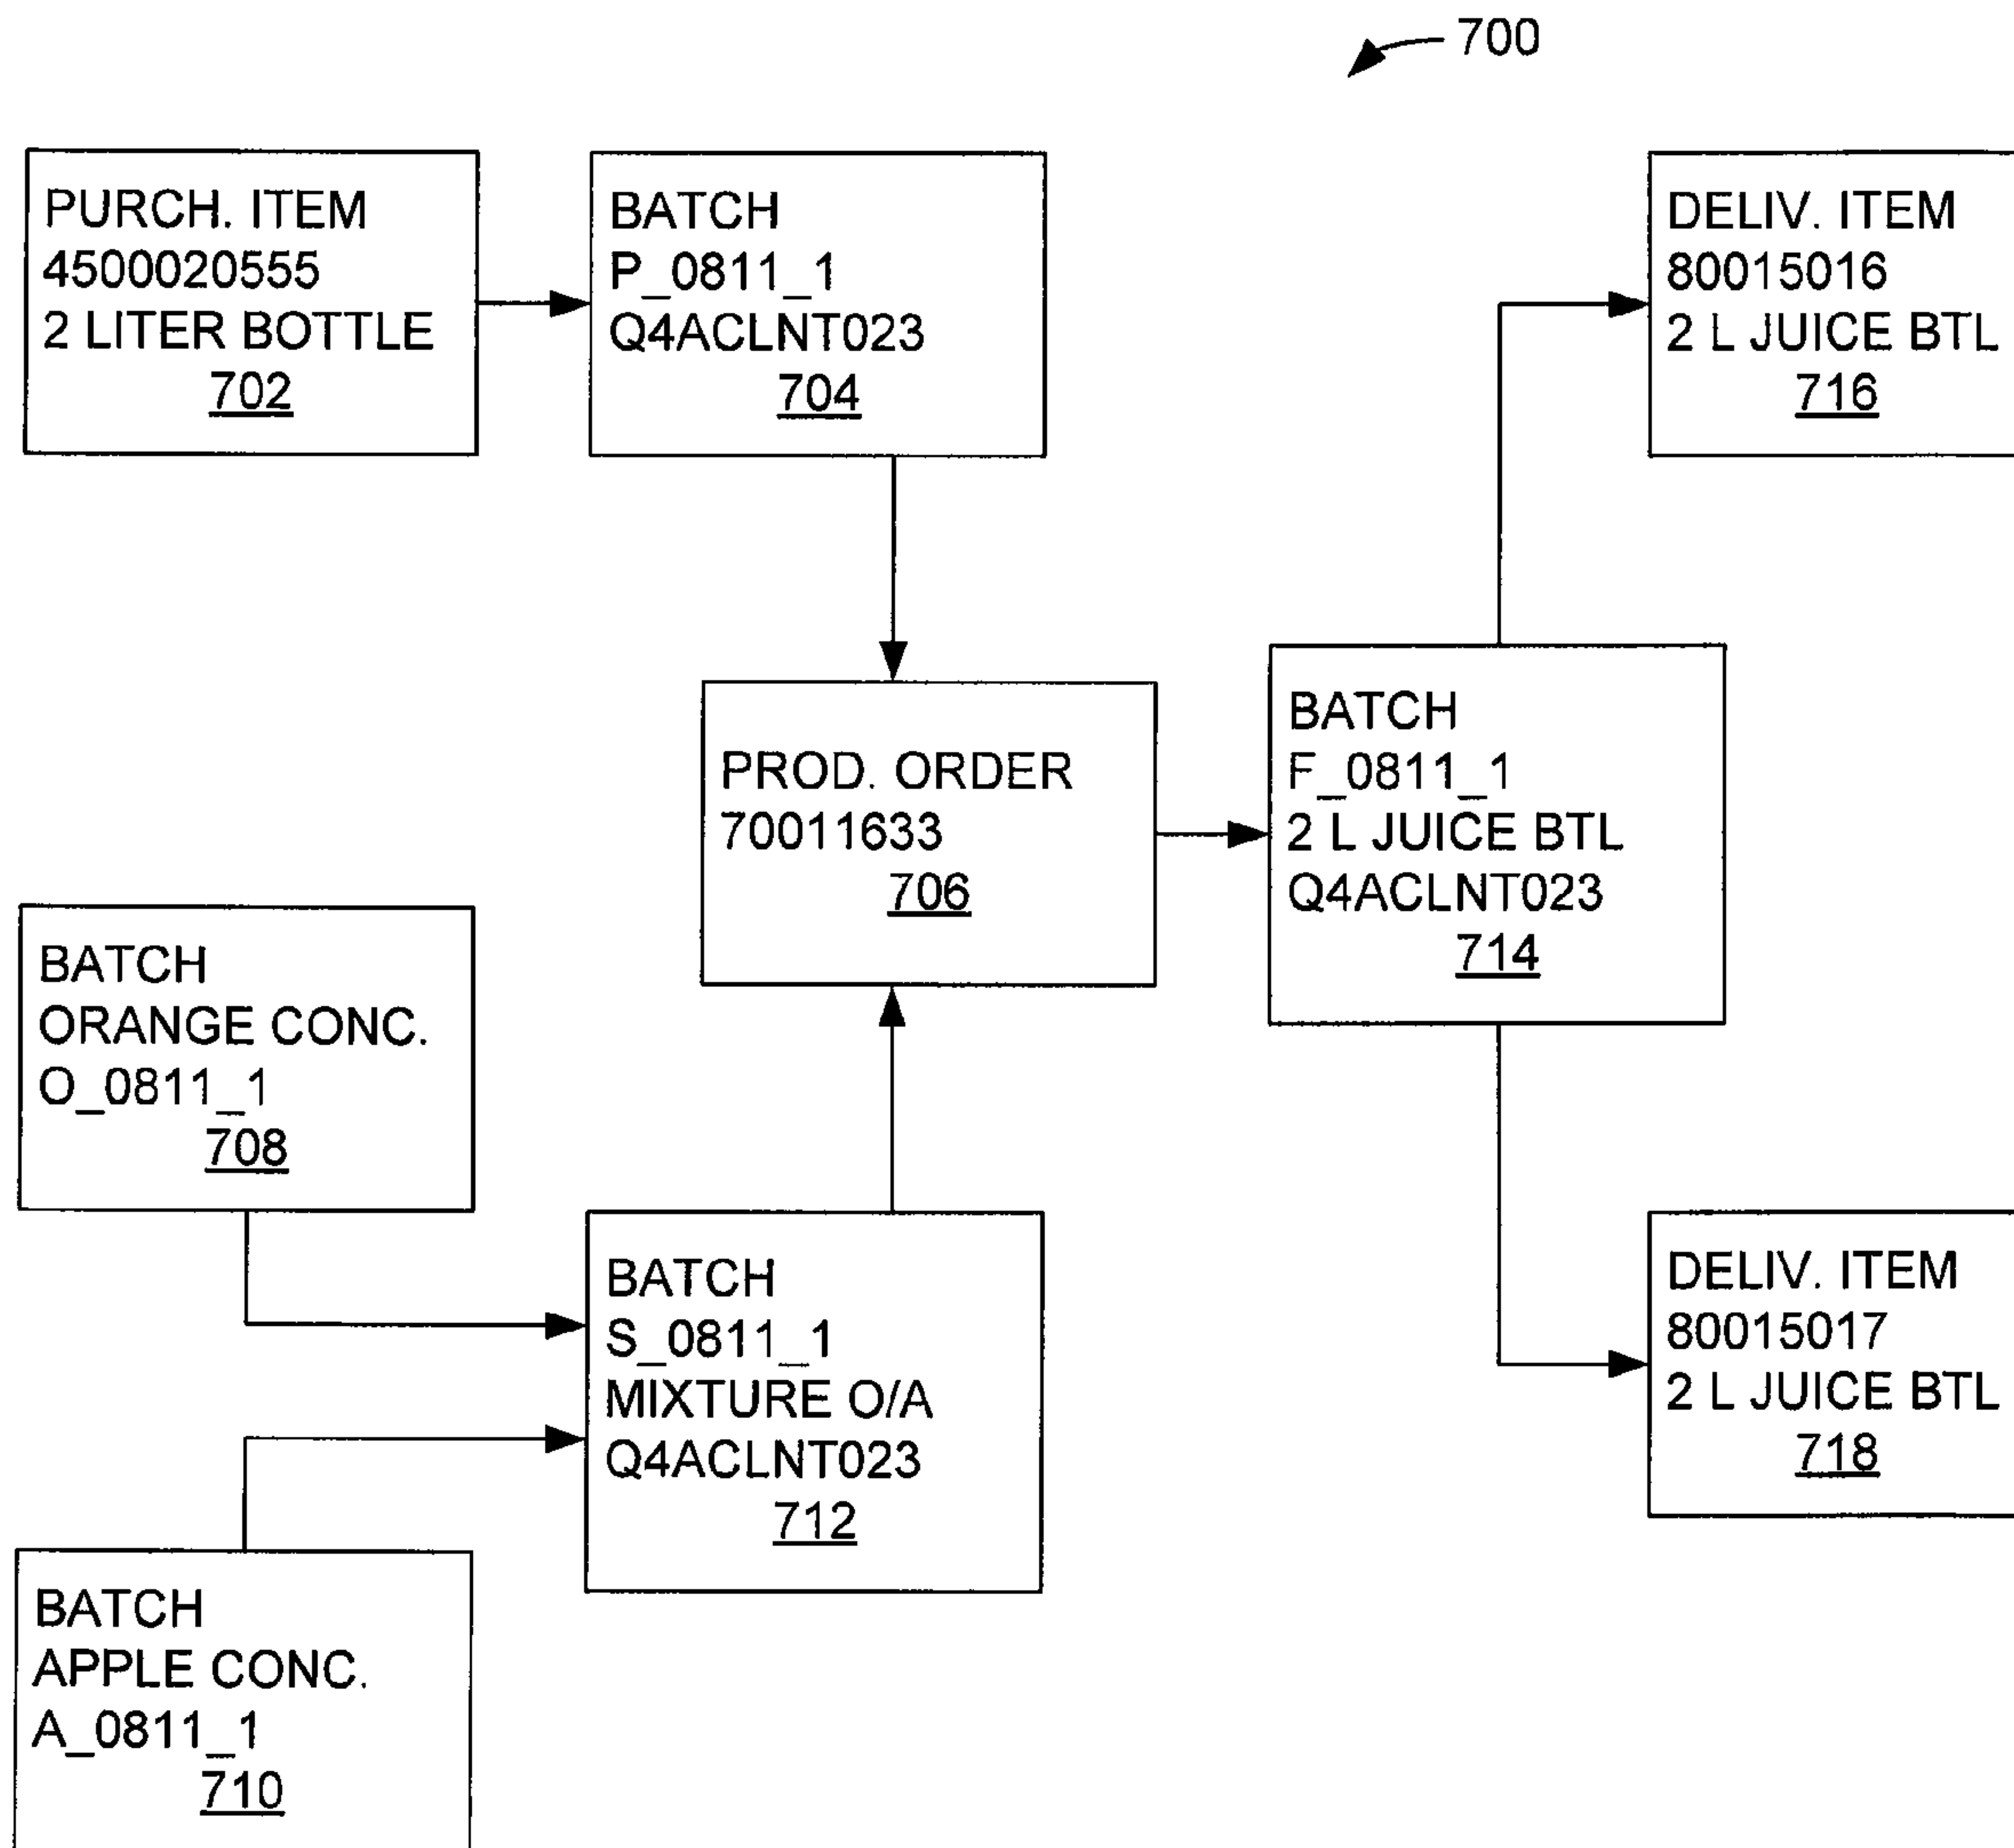 700
PURCH. ITEM
4500020555
2 LITER BOTTLE
702
BATCH
P_0811_1
Q4ACLNT023
704
DELIV. ITEM
80015016
2 L JUICE BTL
716
PROD. ORDER
70011633
706
BATCH
F_0811_1
2 L JUICE BTL
Q4ACLNT023
714
BATCH
ORANGE CONC.
O_0811_1
708
BATCH
S_0811_1
MIXTURE O/A
Q4ACLNT023
712
DELIV. ITEM
80015017
2 L JUICE BTL
718
BATCH
APPLE CONC.
A_0811_1
710